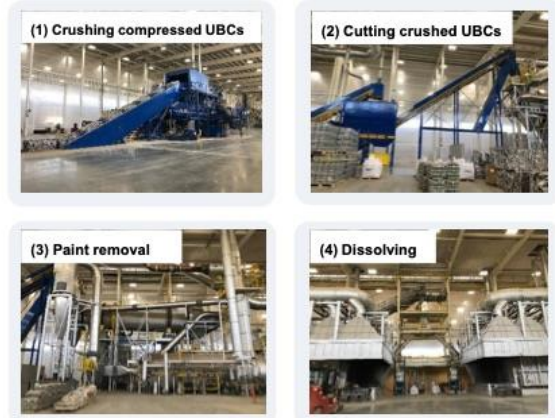 (1) Crushing compressed UBCs
(2) Cutting crushed UBCs
(3) Paint removal
(4) Dissolving